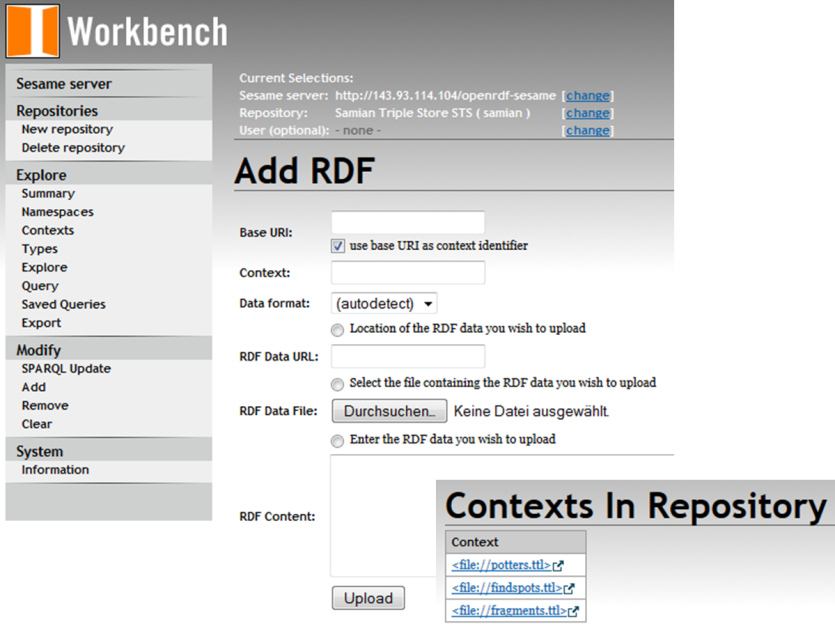 Workbench
Sesame server
Repositories
New repository
Delete repository
Explore
Summary
Namespaces
Contexts
Types
Explore
Query
Saved Queries
Export
Modify
SPARQL Update
Add
Remove
Clear
System
Information
Current Selections:
Sesame server: http://143.93.114.104/openrdf-sesame [change]
Repository: Samian Triple Store STS ( samian ) [change]
User (optional): - none - [change]
Add RDF
Base URI:
use base URI as context identifier
Context:
Data format: (autodetect)
Location of the RDF data you wish to upload
RDF Data URL:
Select the file containing the RDF data you wish to upload
RDF Data File: Durchsuchen... Keine Datei ausgewählt.
Enter the RDF data you wish to upload
RDF Content:
Upload
Contexts In Repository
Context
<file://potters.ttl>
<file://findspots.ttl>
<file://fragments.ttl>